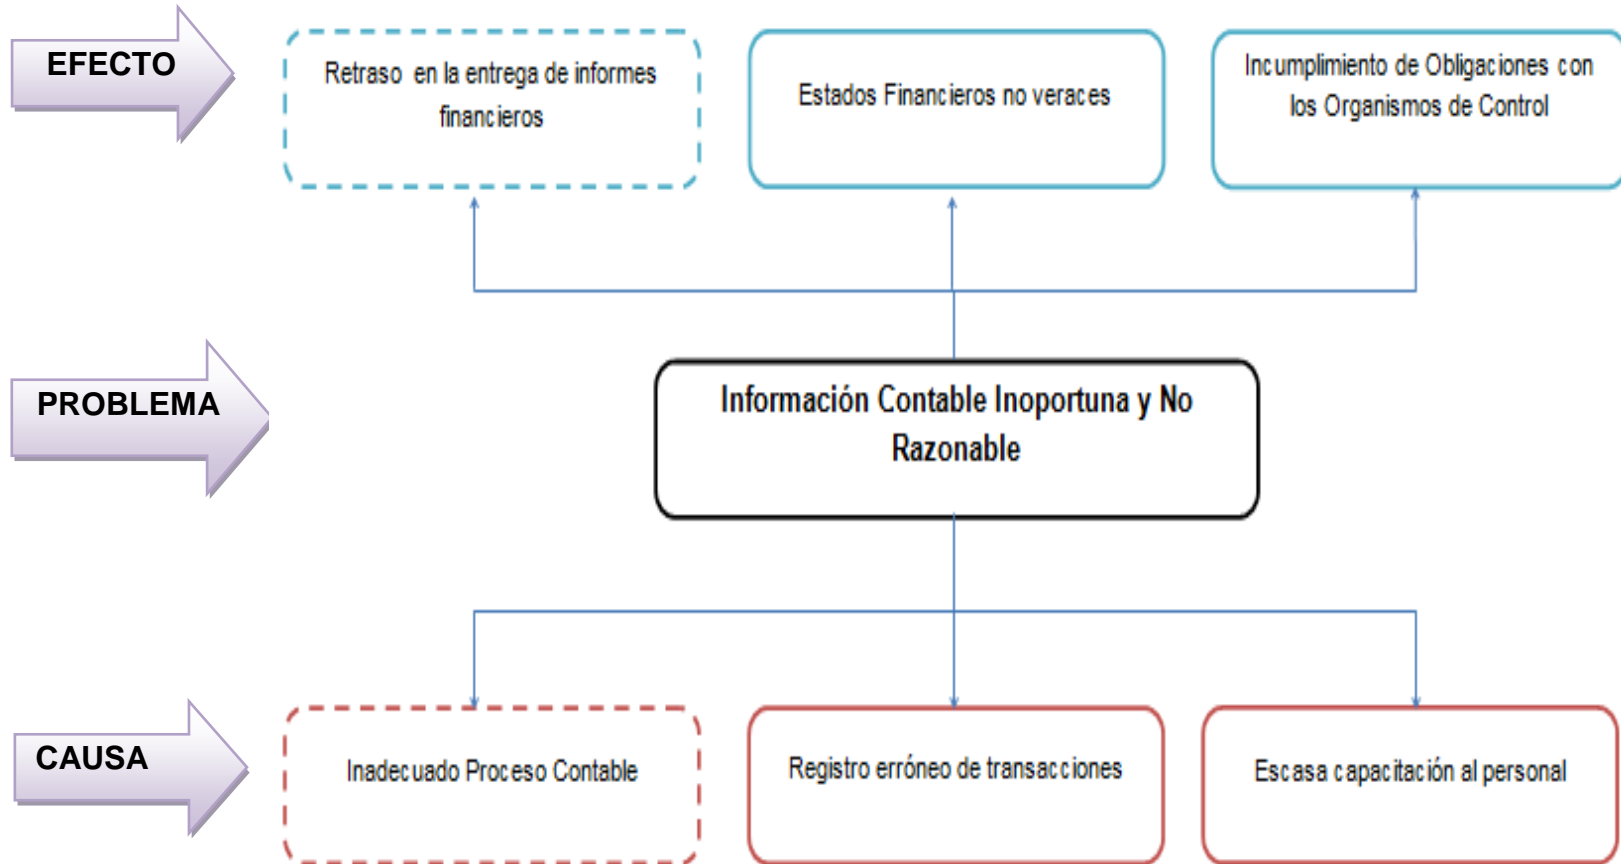 EFECTO
Retraso en la entrega de informes
financieros
Estados Financieros no veraces
Incumplimiento de Obligaciones con
los Organismos de Control
PROBLEMA
Información Contable Inoportuna y No
Razonable
CAUSA
Inadecuado Proceso Contable
Registro erróneo de transacciones
Escasa capacitación al personal